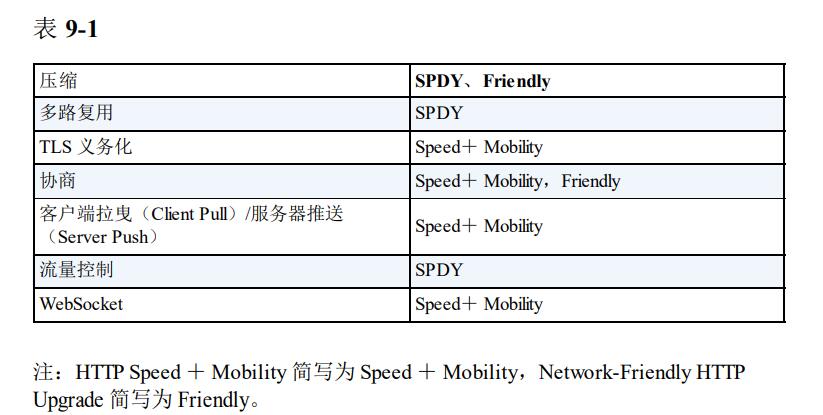 表 9-1
压缩 SPDY、Friendly
多路复用 SPDY
TLS 义务化 Speed＋ Mobility
协商 Speed＋ Mobility，Friendly
客户端拉曳（Client Pull）/服务器推送
（Server Push） Speed＋ Mobility
流量控制 SPDY
WebSocket Speed＋ Mobility
注：HTTP Speed ＋ Mobility 简写为 Speed ＋ Mobility，Network-Friendly HTTP
Upgrade 简写为 Friendly。